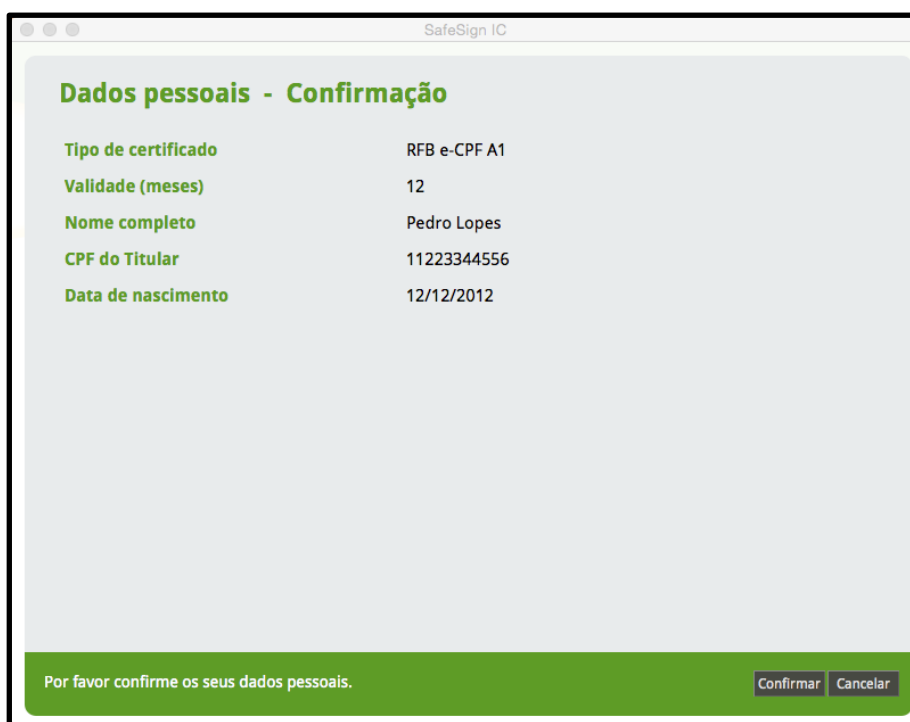 SafeSign IC
Dados pessoais - Confirmação
Tipo de certificado RFB e-CPF A1
Validade (meses) 12
Nome completo Pedro Lopes
CPF do Titular 11223344556
Data de nascimento 12/12/2012
Por favor confirme os seus dados pessoais. Confirmar Cancelar